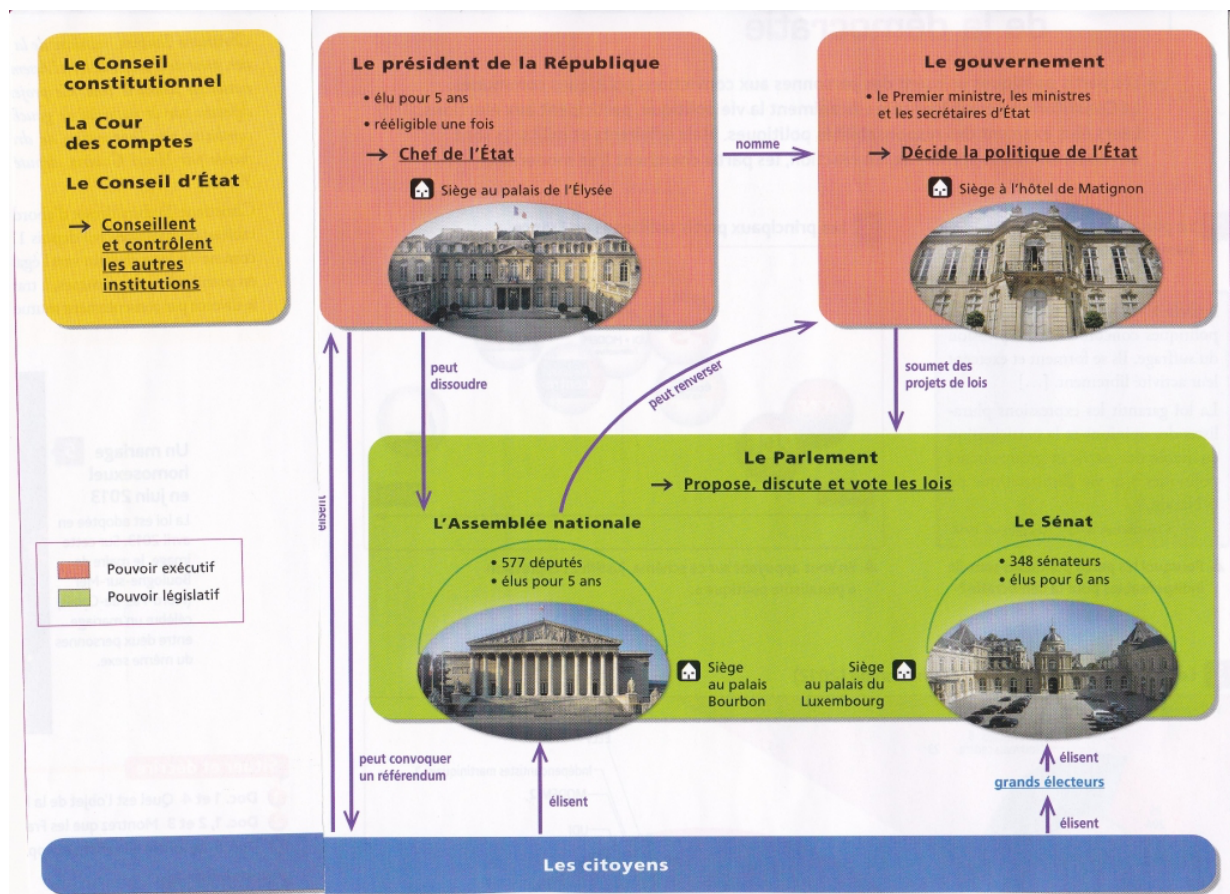 Le Conseil
constitutionnel
La Cour
des comptes
Le Conseil d'État
→ Conseillent
et contrôlent
les autres
institutions
Le président de la République
• élu pour 5 ans
• rééligible une fois
→ Chef de l'État
Siège au palais de l'Élysée
nomme
Le gouvernement
• le Premier ministre, les ministres
et les secrétaires d'État
→ Décide la politique de l'État
Siège à l'hôtel de Matignon
peut
dissoudre
peut renverser
soumet des
projets de lois
Le Parlement
→ Propose, discute et vote les lois
L'Assemblée nationale
• 577 députés
• élus pour 5 ans
Siège
au palais
Bourbon
Le Sénat
• 348 sénateurs
• élus pour 6 ans
Siège
au palais du
Luxembourg
Pouvoir exécutif
Pouvoir législatif
peut convoquer
un référendum
élisent
élisent
grands électeurs
élisent
Les citoyens